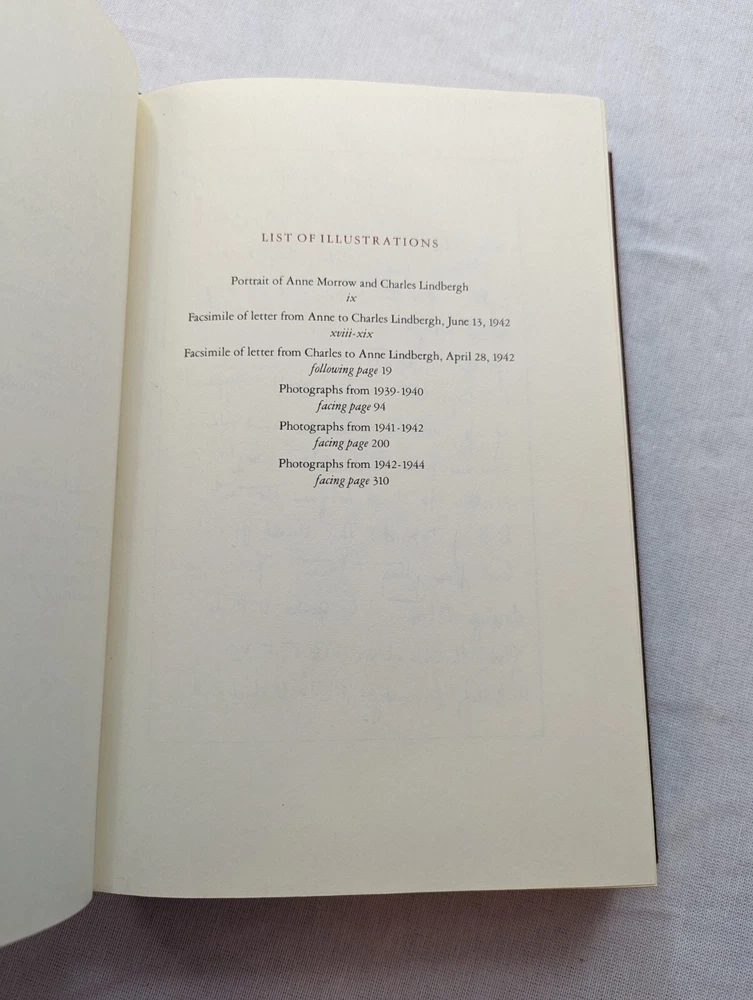 LIST OF ILLUSTRATIONS
Portrait of Anne Morrow and Charles Lindbergh
ix
Facsimile of letter from Anne to Charles Lindbergh, June 13, 1942
xviii-xix
Facsimile of letter from Charles to Anne Lindbergh, April 28, 1942
following page 19
Photographs from 1939-1940
facing page 94
Photographs from 1941-1942
facing page 200
Photographs from 1942-1944
facing page 310